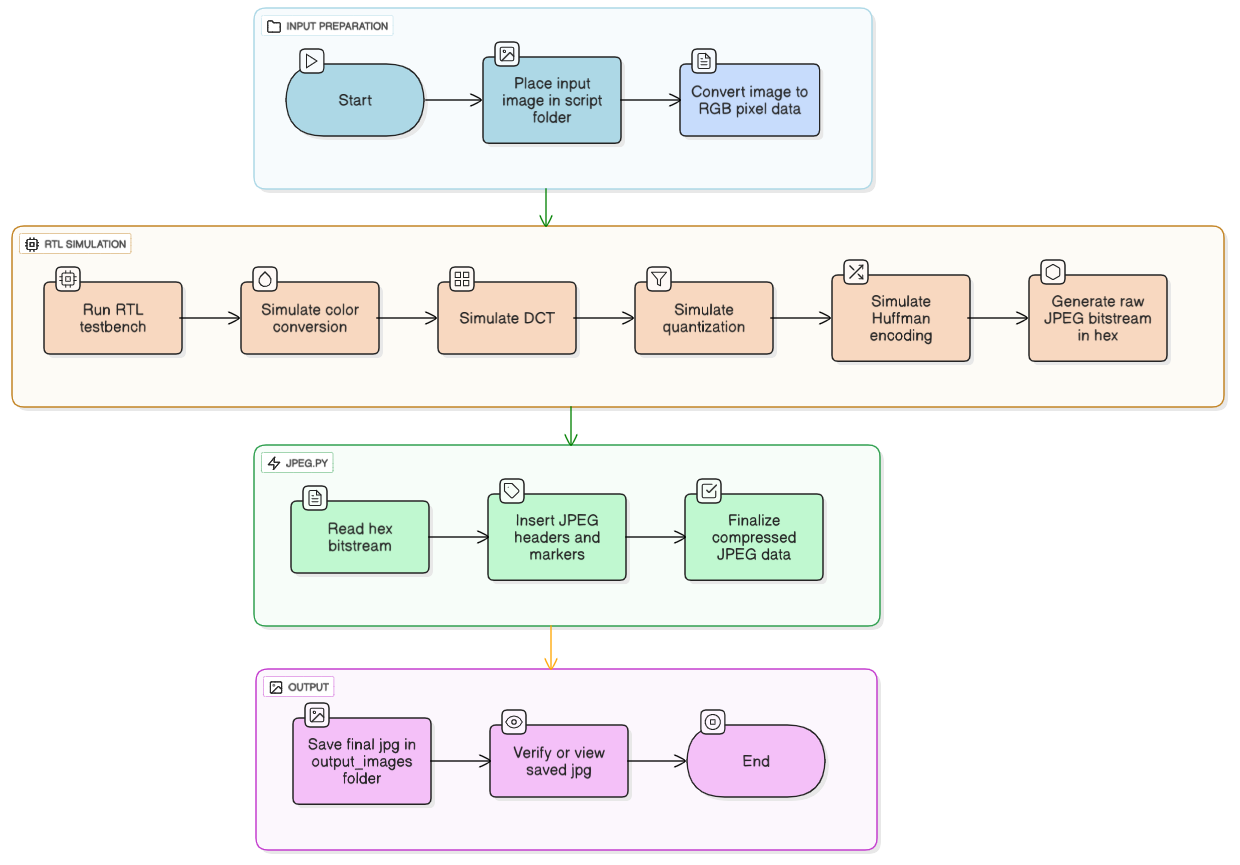 INPUT PREPARATION
Start
Place input
image in script
folder
Convert image to
RGB pixel data
RTL SIMULATION
Run RTL
testbench
Simulate color
conversion
Simulate DCT
Simulate
quantization
Simulate
Huffman
encoding
Generate raw
JPEG bitstream
in hex
JPEG.PY
Read hex
bitstream
Insert JPEG
headers and
markers
Finalize
compressed
JPEG data
OUTPUT
Save final jpg in
output_images
folder
Verify or view
saved jpg
End